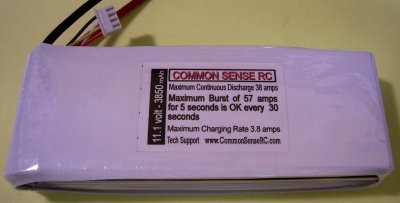 COMMON SENSE RC
Maximum Continuous Discharge 38 amps
Maximum Burst of 57 amps
for 5 seconds is OK every 30
seconds
Maximum Charging Rate 3.8 amps
Tech Support www.CommonSenseRC.com
11.1 volt - 3850 mAh